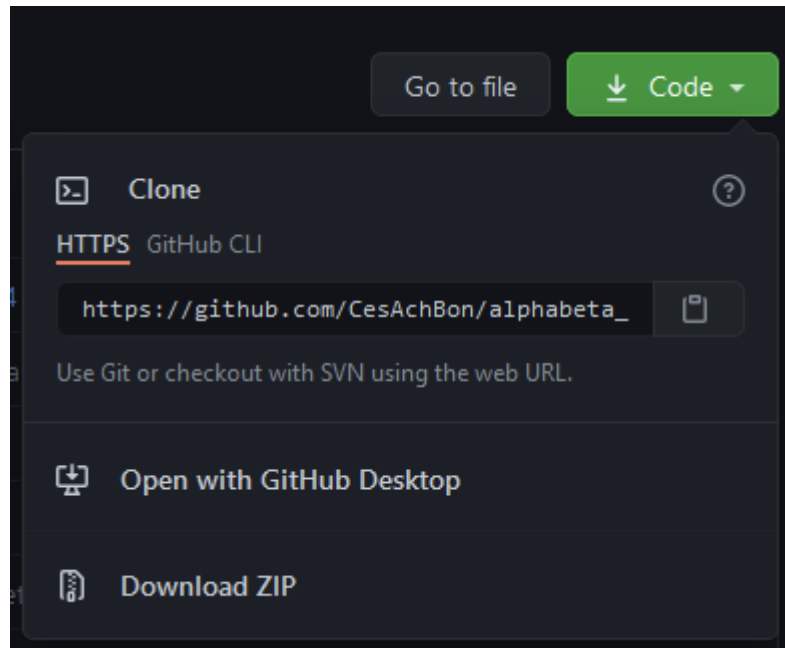 Go to file
Code
Clone
HTTPS GitHub CLI
https://github.com/CesAchBon/alphabeta_
Use Git or checkout with SVN using the web URL.
Open with GitHub Desktop
Download ZIP